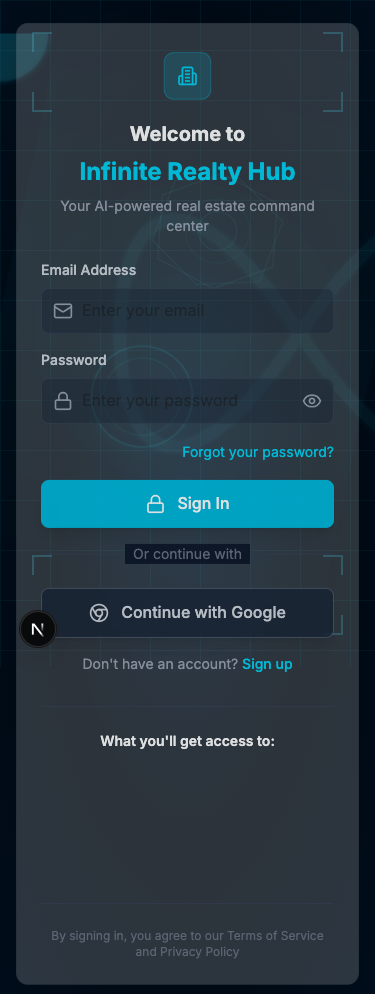 Welcome to
Infinite Realty Hub
Your AI-powered real estate command
center
Email Address
Enter your email
Password
Enter your password
Forgot your password?
Sign In
Or continue with
Continue with Google
N
Don't have an account? Sign up
What you'll get access to:
By signing in, you agree to our Terms of Service
and Privacy Policy